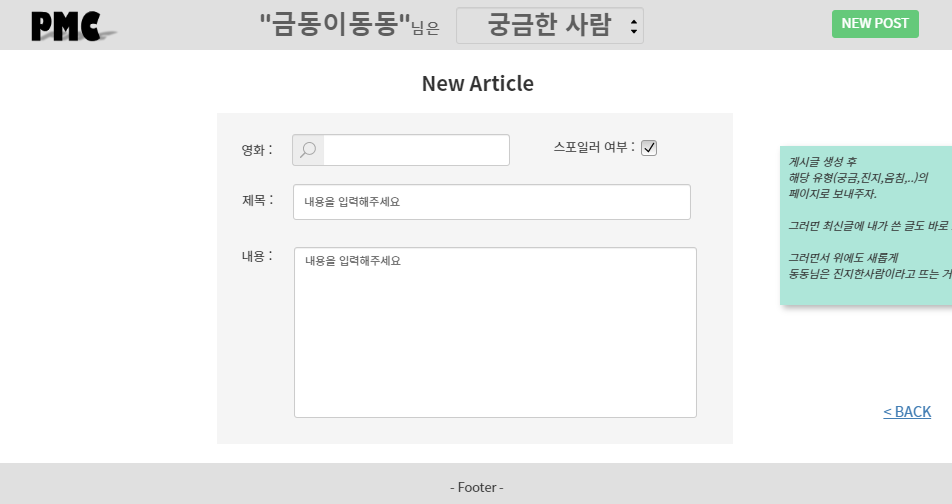 PMC
"금동이동동"님은
궁금한 사람
NEW POST
New Article
영화 :
스포일러 여부 :
제목 :
내용을 입력해주세요
내용 :
내용을 입력해주세요
게시글 생성 후
해당 유형(궁금,진지,음침,..)의
페이지로 보내주자.
그러면 최신글에 내가 쓴 글도 바로
그러면서 위에도 새롭게
동동님은 진지한사람이라고 뜨는 거
< BACK
- Footer -